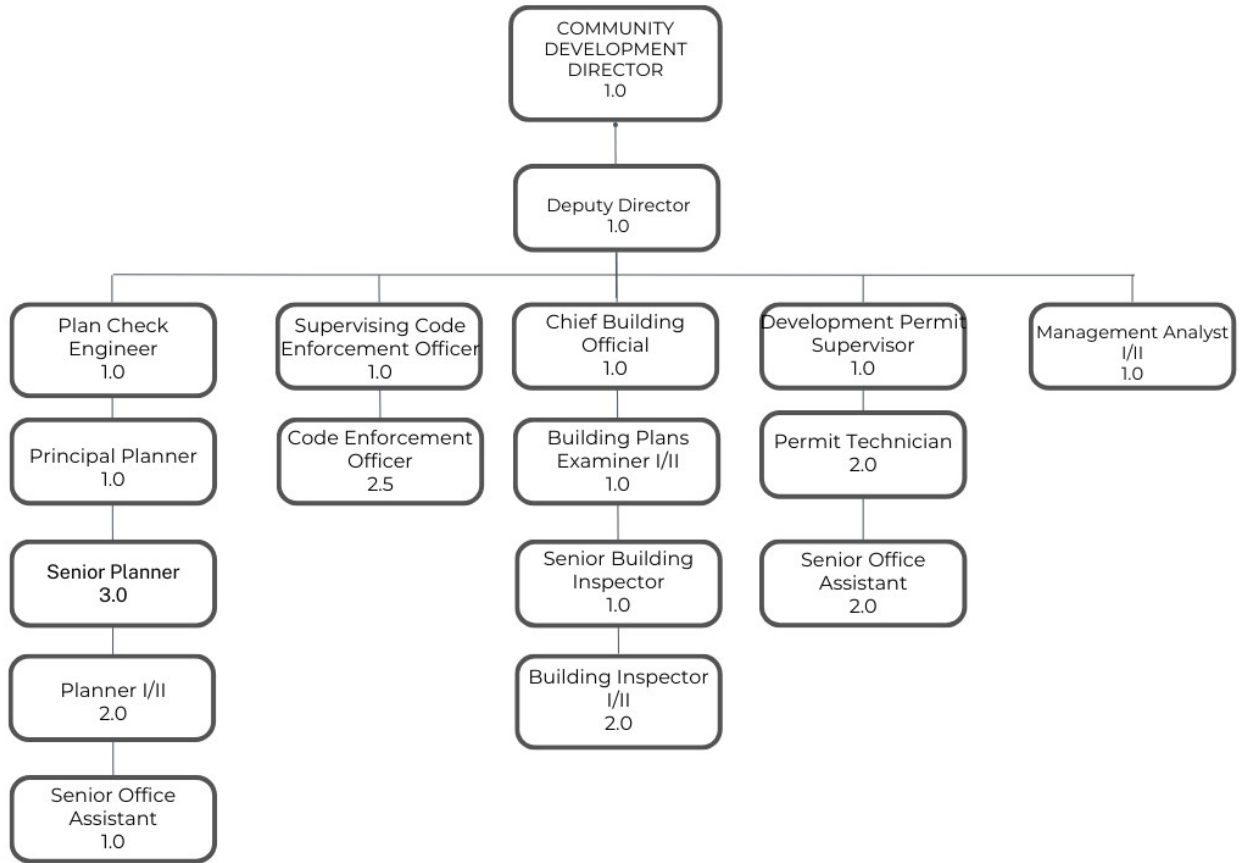 COMMUNITY
DEVELOPMENT
DIRECTOR
1.0
Deputy Director
1.0
Plan Check
Engineer
1.0
Supervising Code
Enforcement Officer
1.0
Chief Building
Official
1.0
Development Permit
Supervisor
1.0
Management Analyst
I/II
1.0
Principal Planner
1.0
Code Enforcement
Officer
2.5
Building Plans
Examiner I/II
1.0
Permit Technician
2.0
Senior Planner
3.0
Senior Building
Inspector
1.0
Senior Office
Assistant
2.0
Planner I/II
2.0
Building Inspector
I/II
2.0
Senior Office
Assistant
1.0